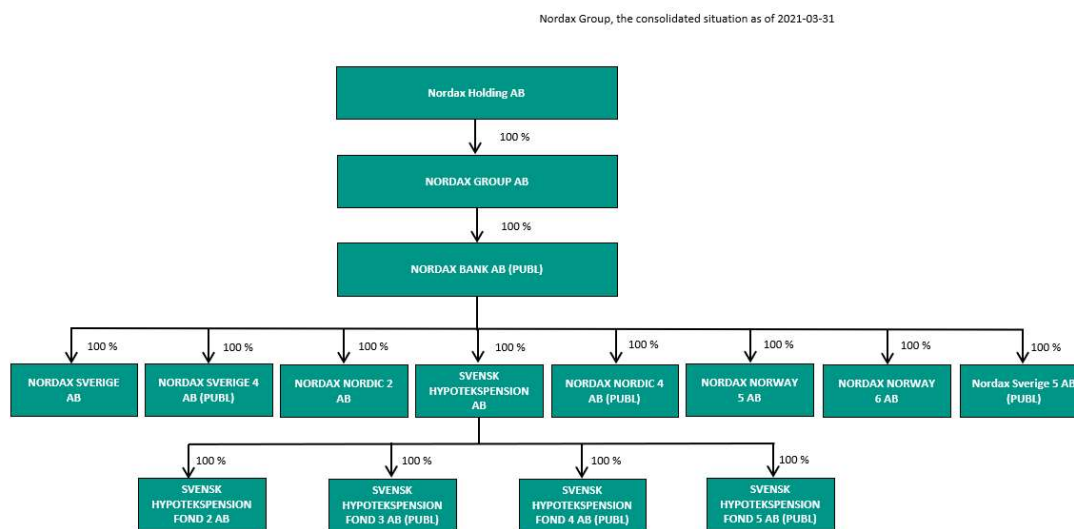 Nordax Group, the consolidated situation as of 2021-03-31
Nordax Holding AB
100 %
NORDAX GROUP AB
100 %
NORDAX BANK AB (PUBL)
100 %
100 %
100 %
100 %
100 %
100 %
100 %
100 %
NORDAX SVERIGE
AB
NORDAX SVERIGE 4
AB (PUBL)
NORDAX NORDIC 2
AB
SVENSK
HYPOTEKSPENSION
AB
NORDAX NORDIC 4
AB (PUBL)
NORDAX NORWAY
5 AB
NORDAX NORWAY
6 AB
Nordax Sverige 5 AB
(PUBL)
100 %
100 %
100 %
100 %
SVENSK
HYPOTEKSPENSION
FOND 2 AB
SVENSK
HYPOTEKSPENSION
FOND 3 AB (PUBL)
SVENSK
HYPOTEKSPENSION
FOND 4 AB (PUBL)
SVENSK
HYPOTEKSPENSION
FOND 5 AB (PUBL)